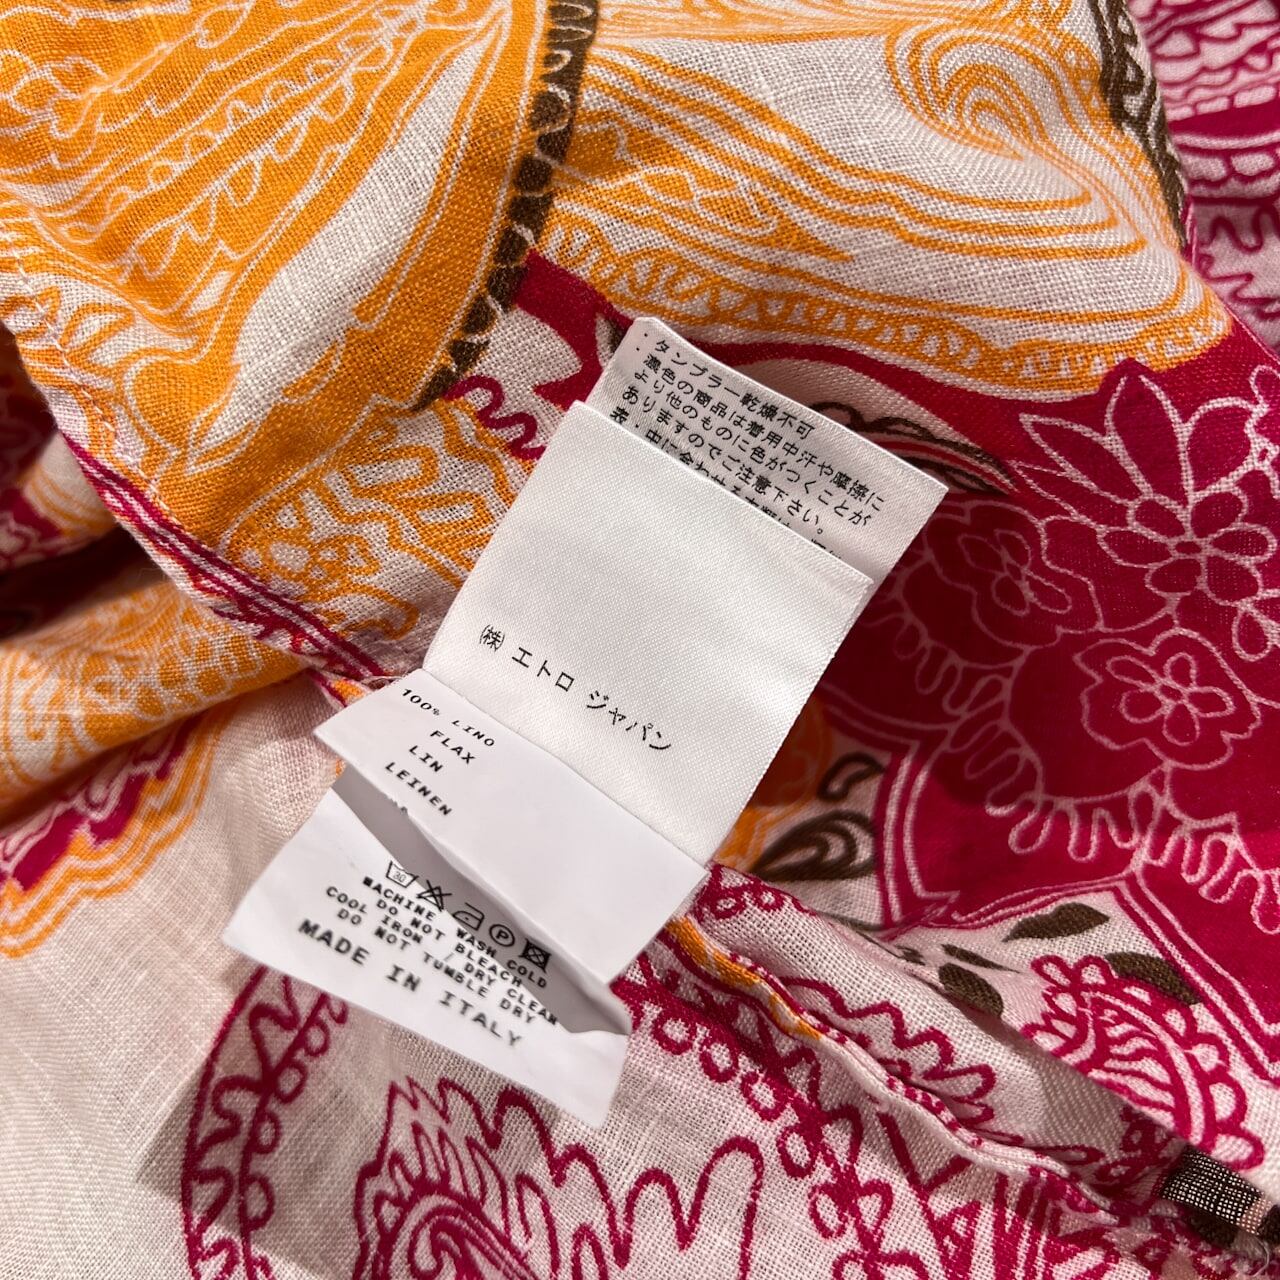 ・タンブラー乾燥不可
・濃色の商品は着用中汗や摩擦に
より他のものに色がつくことが
ありますのでご注意下さい。
(株) エトロ ジャパン
100% LINO
FLAX
LIN
LEINEN
30
P
MACHINE WASH COLD
DO NOT BLEACH
COOL IRON / DRY CLEAN
DO NOT TUMBLE DRY
MADE IN ITALY